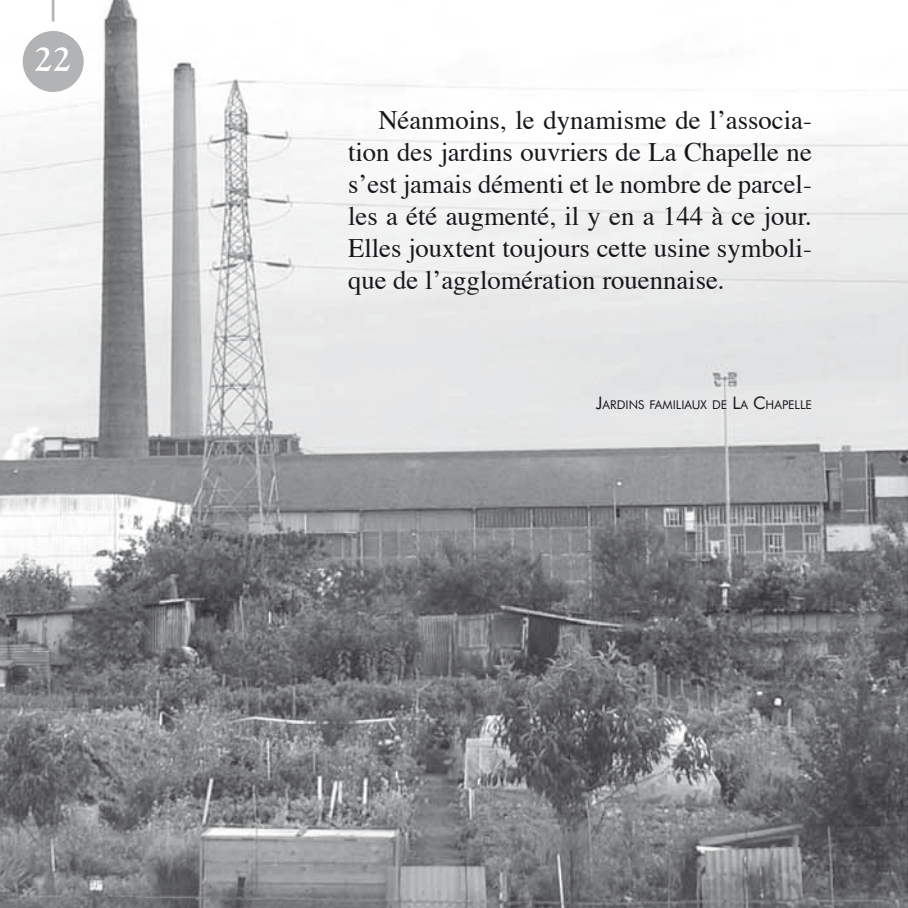 22
Néanmoins, le dynamisme de l’associa-
tion des jardins ouvriers de La Chapelle ne
s’est jamais démenti et le nombre de parcel-
les a été augmenté, il y en a 144 à ce jour.
Elles jouxtent toujours cette usine symboli-
que de l’agglomération rouennaise.
Jardins familiaux de La Chapelle